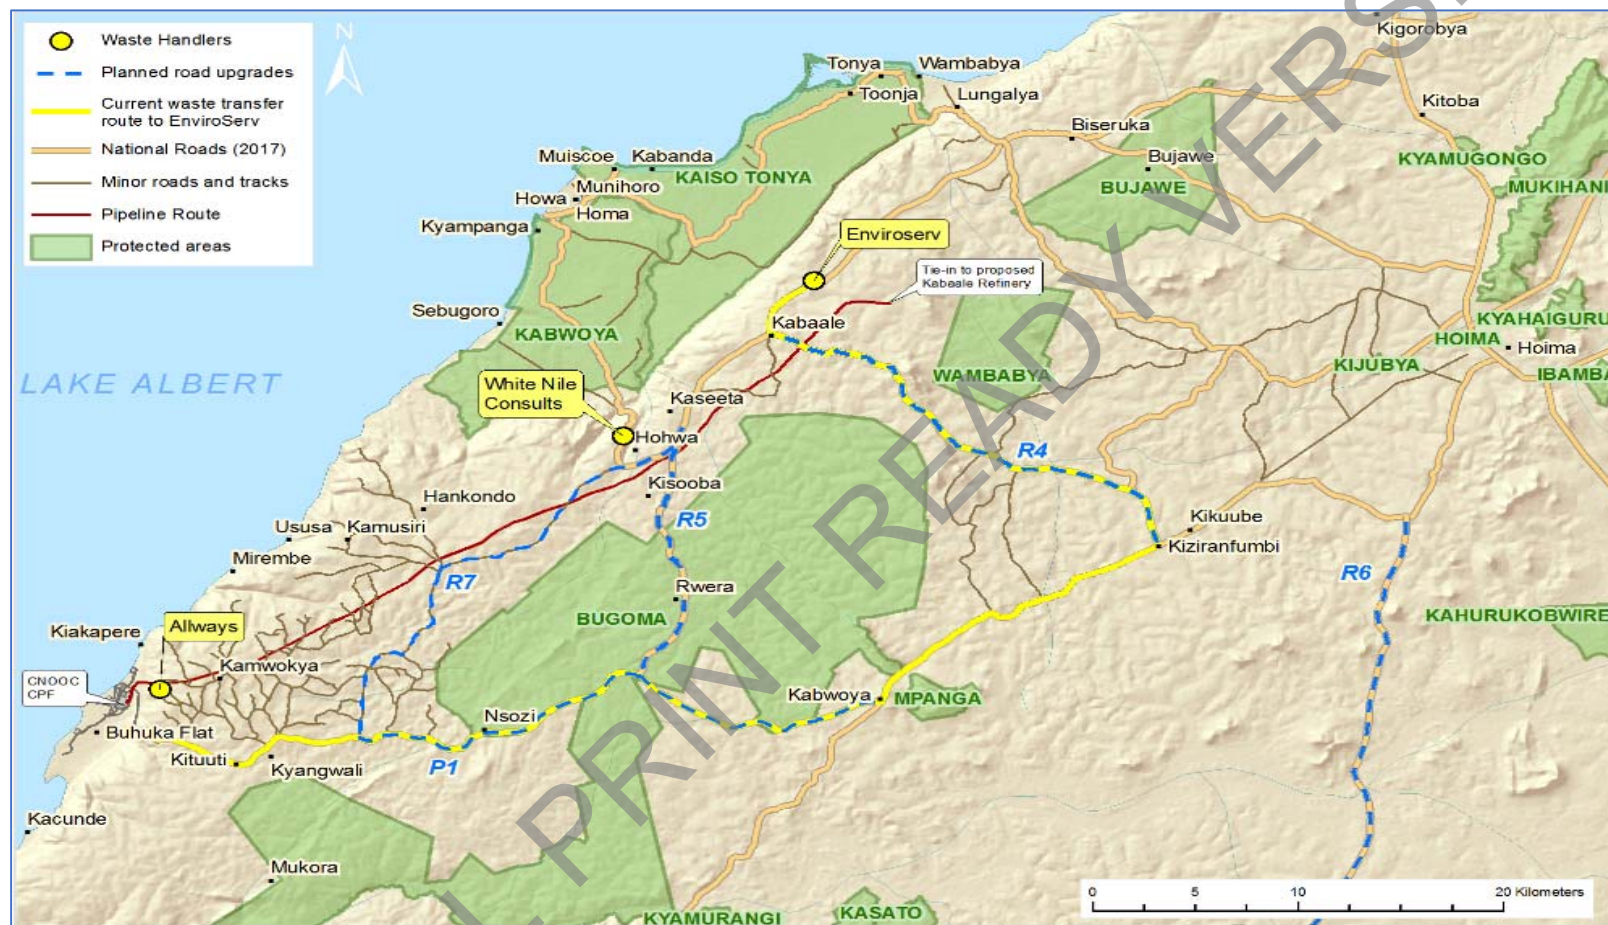 Waste Handlers
Planned road upgrades
Current waste transfer
route to EnviroServ
National Roads (2017)
Minor roads and tracks
Pipeline Route
Protected areas
N
Kigorobya
Tonya
Wambabya
Toonja
Lungalya
Kitoba
Biseruka
Muiscoe
Kabanda
Bujawe
KYAMUGONGO
KAISO TONYA
Munihoro
BUJAWE
MUKIHANI
Howa
Homa
Kyampanga
Enviroserv
Tie-in to proposed
Kabaale Refinery
Sebugoro
KABWOYA
Kabaale
KYAHAIGURU
HOIMA
Hoima
LAKE ALBERT
WAMBABYA
KIJUBYA
IBAMBA
White Nile
Consults
Kaseeta
Hohwa
R4
Kisooba
Hankondo
R5
Ususa
Kamusiri
Kikuube
Kiziranfumbi
Mirembe
R7
R6
Rwera
BUGOMA
KAHURUKOBWIRE
Allways
Kiakapere
Kamwokya
CNOOC
CPF
Kabwoya
MPANGA
Nsozi
Buhuka Flat
Kituuti
Kyangwali
P1
Kacunde
Mukora
KYAMURANGI
KASATO
0 5 10 20 Kilometers
L PRINT READY VERS